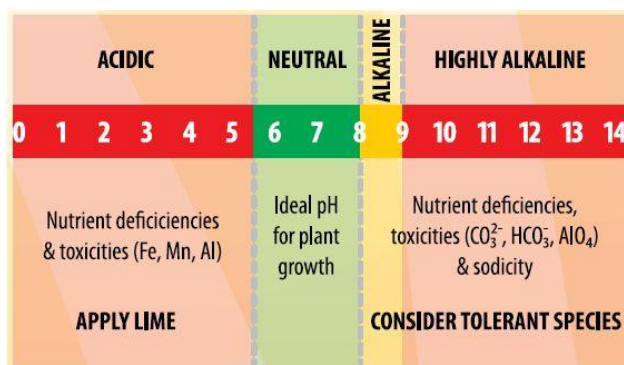 ACIDIC
NEUTRAL
ALKALINE
HIGHLY ALKALINE
0 1 2 3 4 5 6 7 8 9 10 11 12 13 14
Nutrient deficiciencies
& toxicities (Fe, Mn, Al)
Ideal pH
for plant
growth
Nutrient deficiencies,
toxicities (CO₃²⁻, HCO₃⁻, AlO₄)
& sodicity
APPLY LIME
CONSIDER TOLERANT SPECIES